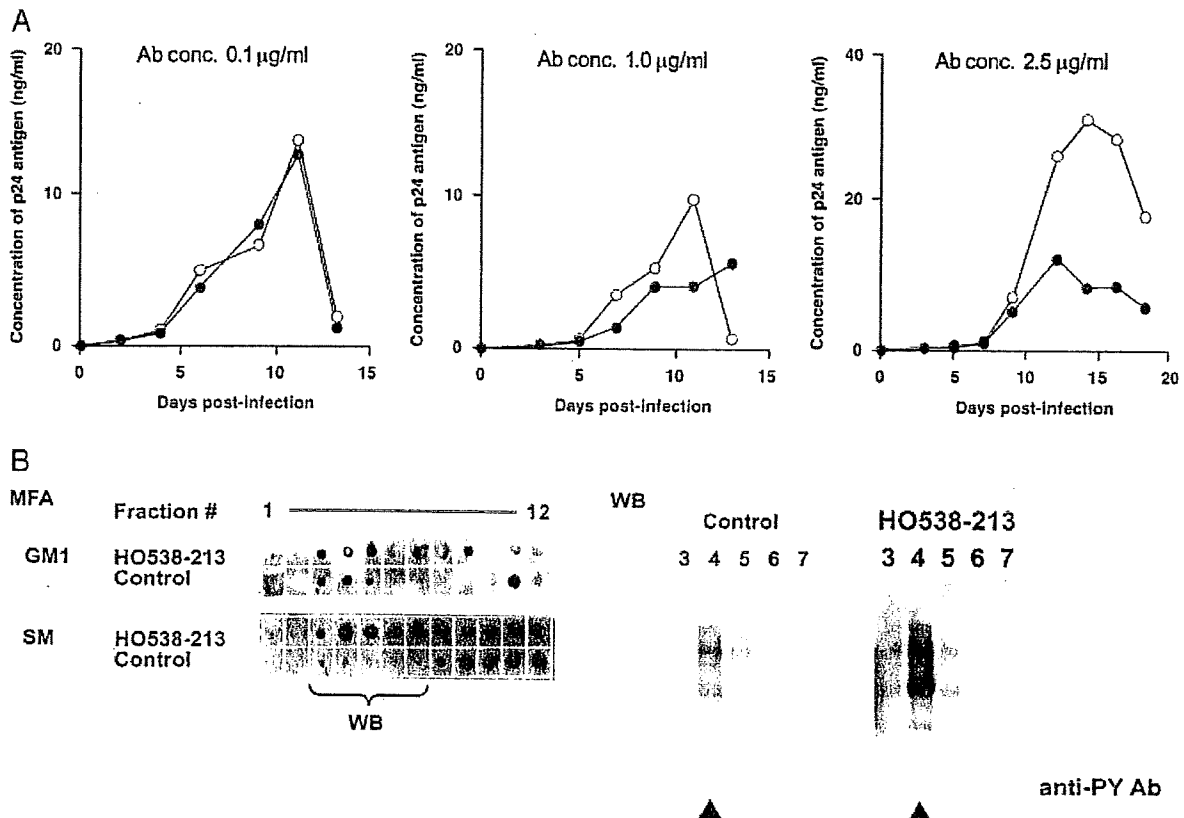 A
Ab conc. 0.1 µg/ml
Concentration of p24 antigen (ng/ml)
20
10
0
0 5 10 15
Days post-infection
Ab conc. 1.0 µg/ml
Concentration of p24 antigen (ng/ml)
20
10
0
0 5 10 15
Days post-infection
Ab conc. 2.5 µg/ml
Concentration of p24 antigen (ng/ml)
40
20
0
0 5 10 15 20
Days post-infection
B
MFA
Fraction # 1 12
GM1 HO538-213
Control
SM HO538-213
Control
WB
WB
Control
3 4 5 6 7
HO538-213
3 4 5 6 7
anti-PY Ab